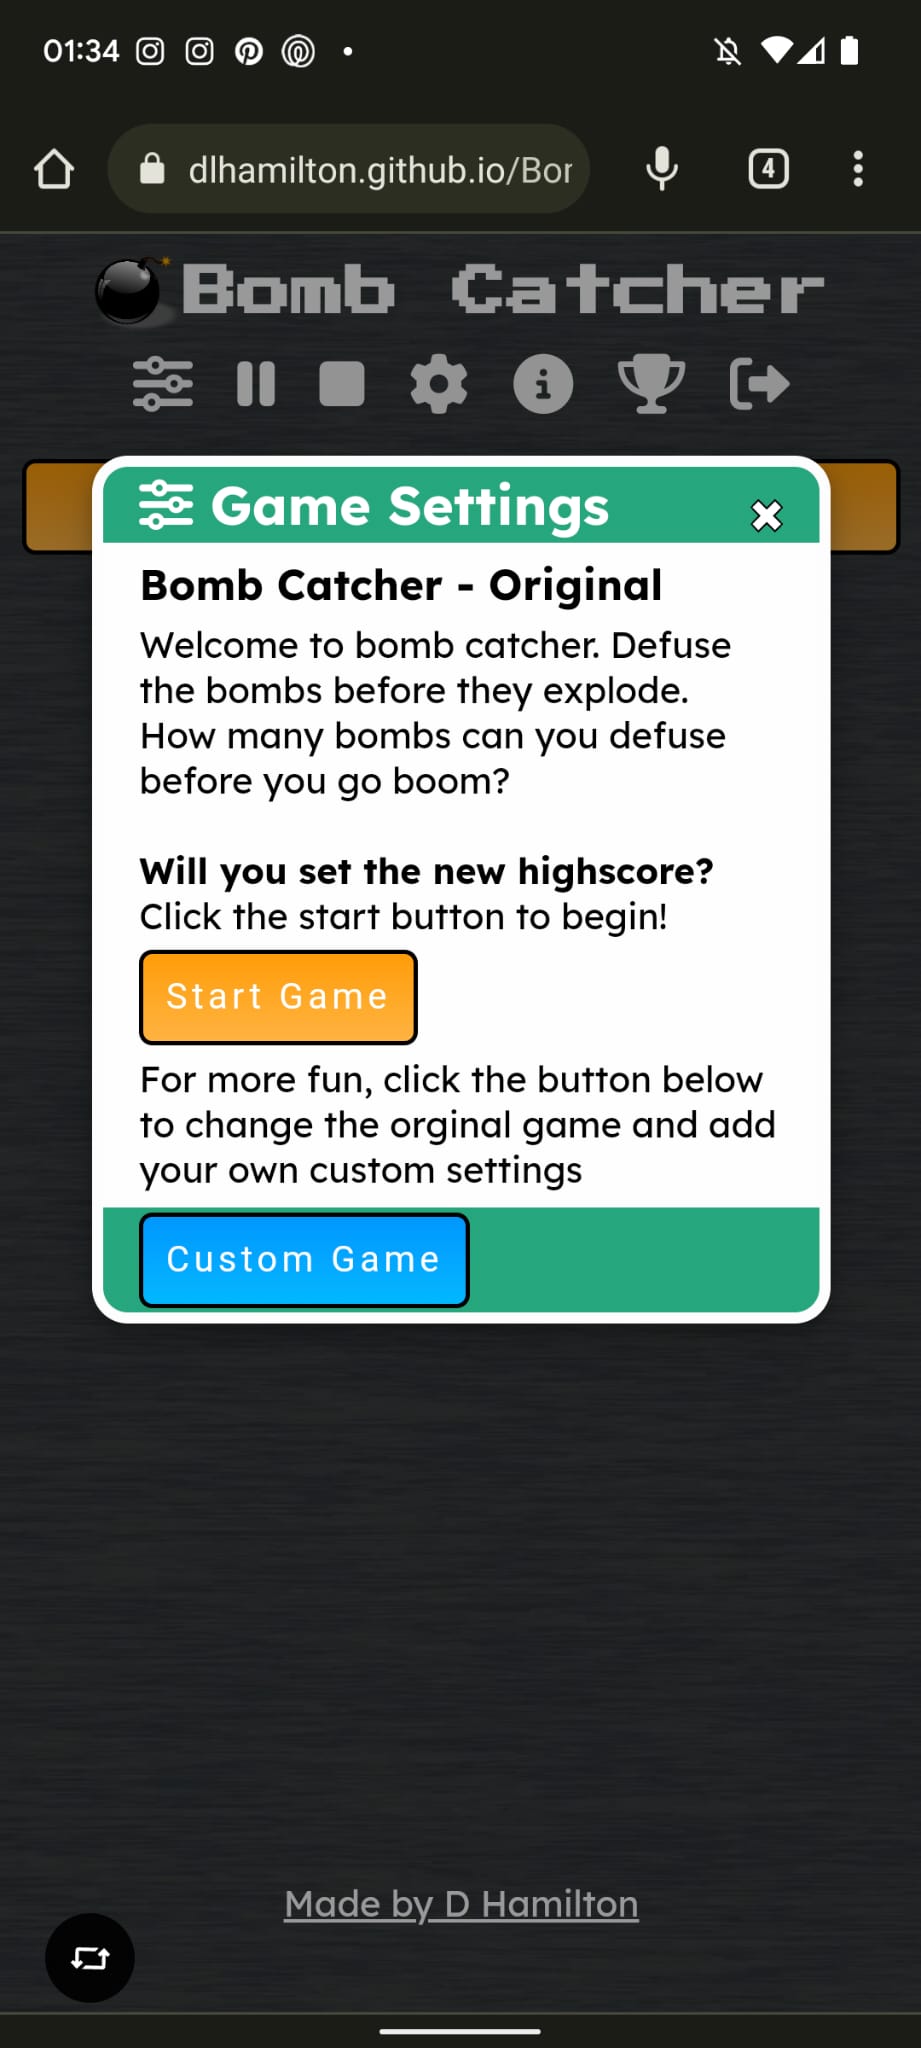 01:34
dlhamilton.github.io/Bor
4
Bomb Catcher
Game Settings
Bomb Catcher - Original
Welcome to bomb catcher. Defuse
the bombs before they explode.
How many bombs can you defuse
before you go boom?
Will you set the new highscore?
Click the start button to begin!
Start Game
For more fun, click the button below
to change the orginal game and add
your own custom settings
Custom Game
Made by D Hamilton